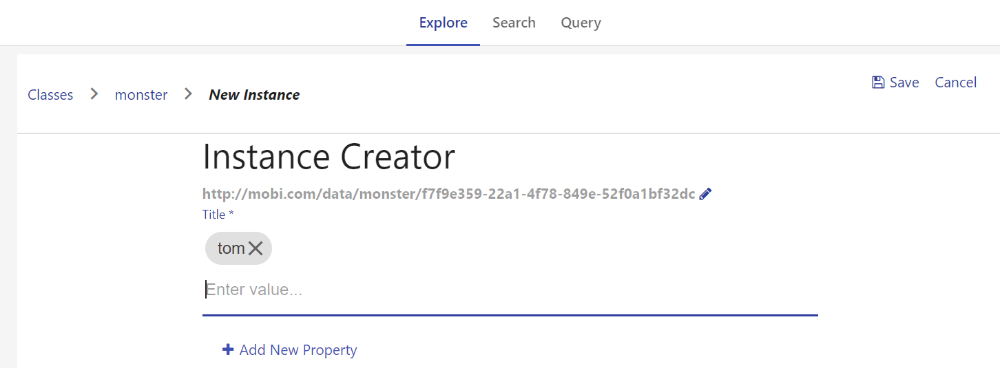 Explore Search Query
Save Cancel
Classes monster New Instance
Instance Creator
http://mobi.com/data/monster/f7f9e359-22a1-4f78-849e-52f0a1bf32dc
Title *
tom
Enter value...
Add New Property